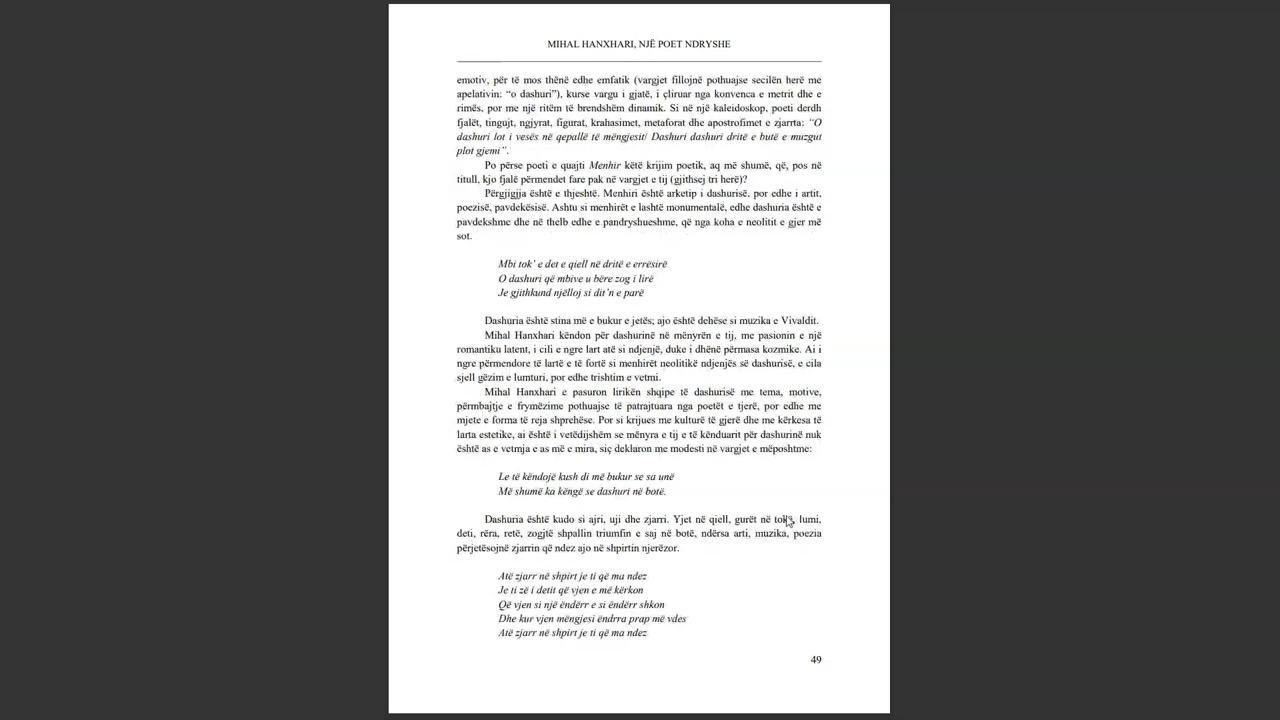 MIHAL HANXHARI, NJË POET NDRYSHE
emotiv, për të mos thënë edhe emfatik (vargjet fillojnë pothuajse secilën herë me
apelativin: “o dashuri”), kurse vargu i gjatë, i çliruar nga konvenca e metrit dhe e
rimës, por me një ritëm të brendshëm dinamik. Si në një kaleidoskop, poeti derdh
fjalët, tingujt, ngjyrat, figurat, krahasimet, metaforat dhe apostrofimet e zjarrta: “O
dashuri lot i vesës në qepallë të mëngjesit/ Dashuri dashuri dritë e butë e muzgut
plot gjemi”.
Po përse poeti e quajti Menhir këtë krijim poetik, aq më shumë, që, pos në
titull, kjo fjalë përmendet fare pak në vargjet e tij (gjithsej tri herë)?
Përgjigjja është e thjeshtë. Menhiri është arketip i dashurisë, por edhe i artit,
poezisë, pavdekësisë. Ashtu si menhirët e lashtë monumentalë, edhe dashuria është e
pavdekshme dhe në thelb edhe e pandryshueshme, që nga koha e neolitit e gjer më
sot.
Mbi tok’ e det e qiell në dritë e errësirë
O dashuri që mbive u bëre zog i lirë
Je gjithkund njëlloj si dit’n e parë
Dashuria është stina më e bukur e jetës; ajo është dehëse si muzika e Vivaldit.
Mihal Hanxhari këndon për dashurinë në mënyrën e tij, me pasionin e një
romantiku latent, i cili e ngre lart atë si ndjenjë, duke i dhënë përmasa kozmike. Ai i
ngre përmendore të lartë e të fortë si menhirët neolitikë ndjenjës së dashurisë, e cila
sjell gëzim e lumturi, por edhe trishtim e vetmi.
Mihal Hanxhari e pasuron lirikën shqipe të dashurisë me tema, motive,
përmbajtje e frymëzime pothuajse të patrajtuara nga poetët e tjerë, por edhe me
mjete e forma të reja shprehëse. Por si krijues me kulturë të gjerë dhe me kërkesa të
larta estetike, ai është i vetëdijshëm se mënyra e tij e të kënduarit për dashurinë nuk
është as e vetmja e as më e mira, siç deklaron me modesti në vargjet e mëposhtme:
Le të këndojë kush di më bukur se sa unë
Më shumë ka këngë se dashuri në botë.
Dashuria është kudo si ajri, uji dhe zjarri. Yjet në qiell, gurët në tokë, lumi,
deti, rëra, retë, zogjtë shpallin triumfin e saj në botë, ndërsa arti, muzika, poezia
përjetësojnë zjarrin që ndez ajo në shpirtin njerëzor.
Atë zjarr në shpirt je ti që ma ndez
Je ti zë i detit që vjen e më kërkon
Që vjen si një ëndërr e si ëndërr shkon
Dhe kur vjen mëngjesi ëndrra prap më vdes
Atë zjarr në shpirt je ti që ma ndez
49